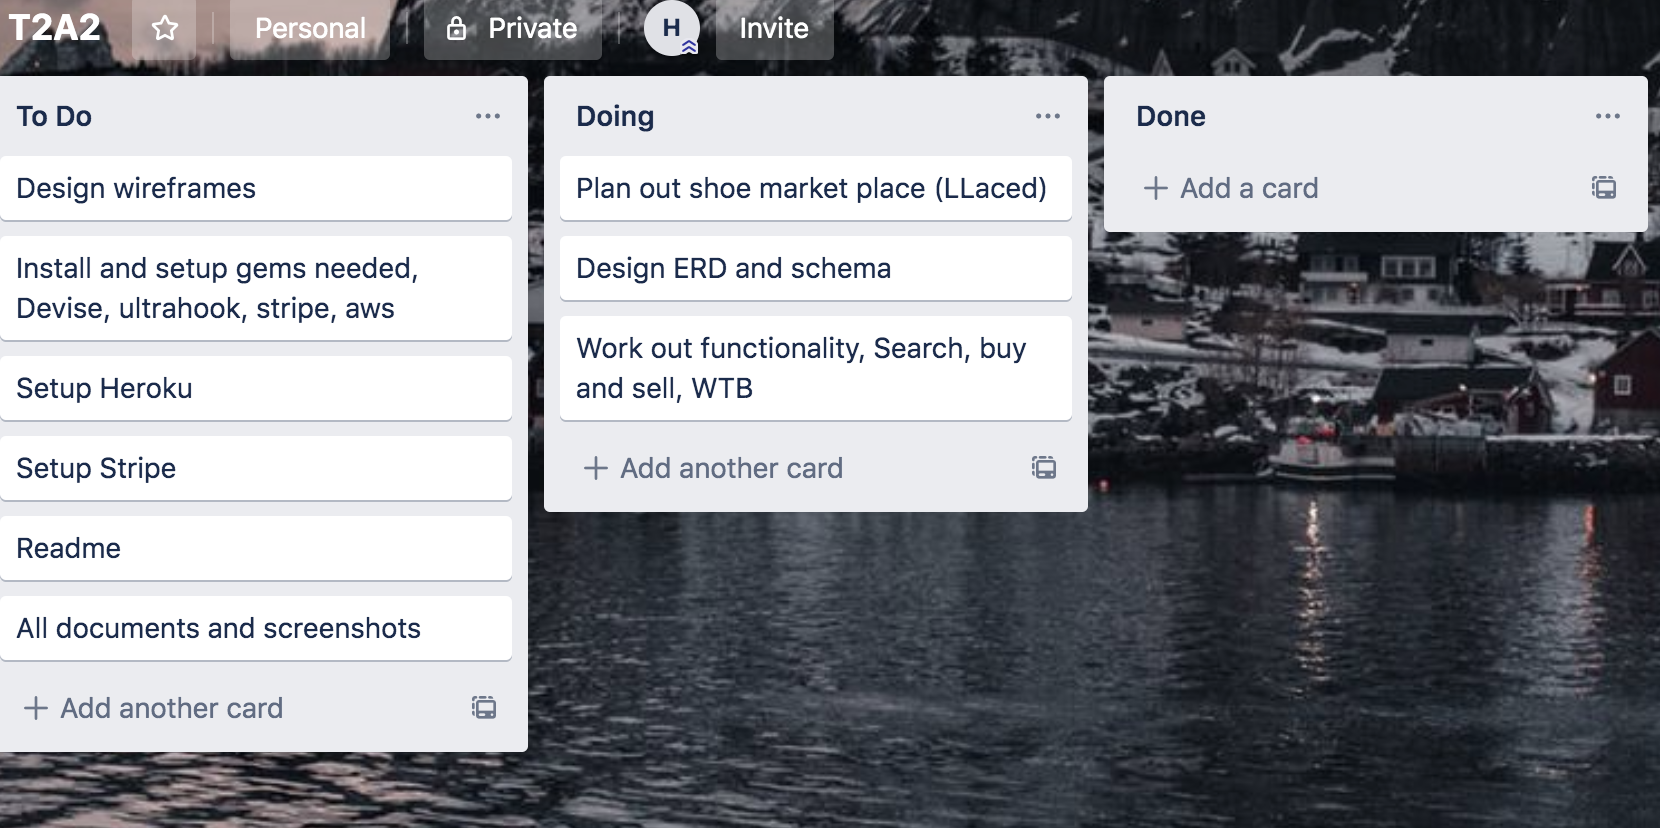 T2A2
Personal
Private
H
Invite
To Do
Design wireframes
Install and setup gems needed,
Devise, ultrahook, stripe, aws
Setup Heroku
Setup Stripe
Readme
All documents and screenshots
+ Add another card
Doing
Plan out shoe market place (LLaced)
Design ERD and schema
Work out functionality, Search, buy
and sell, WTB
+ Add another card
Done
+ Add a card